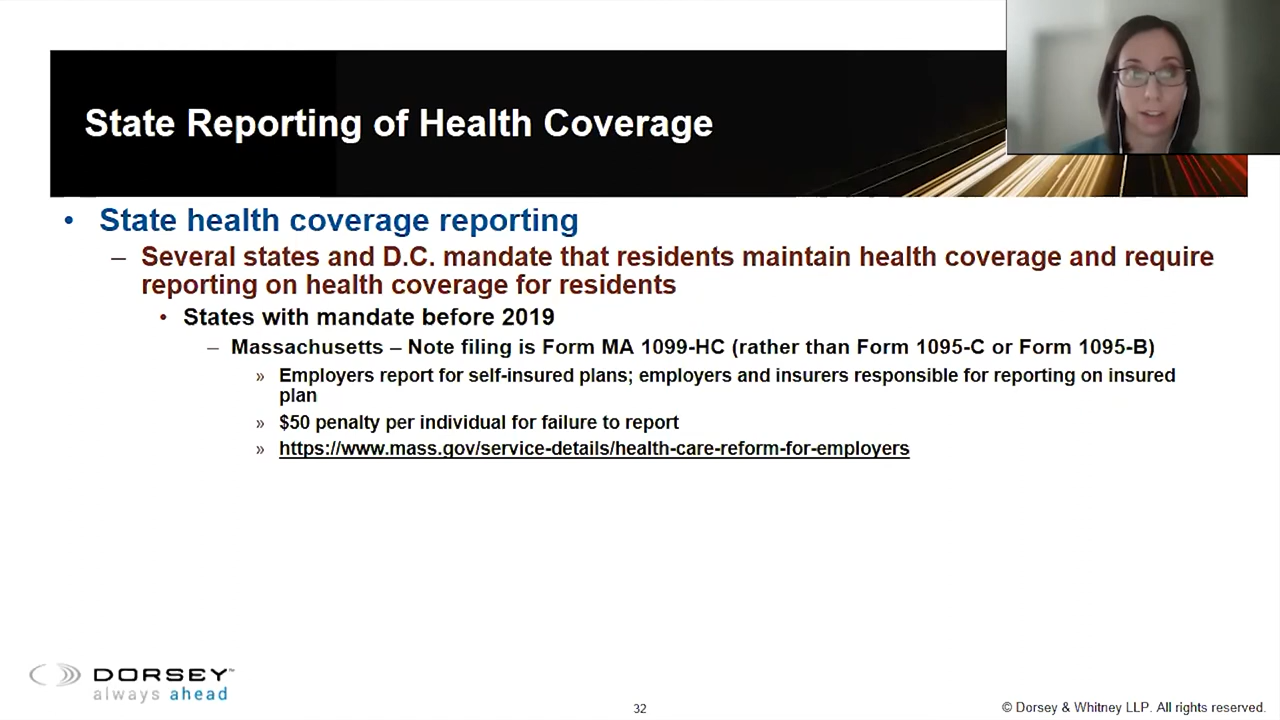 State Reporting of Health Coverage
• State health coverage reporting
– Several states and D.C. mandate that residents maintain health coverage and require
reporting on health coverage for residents
• States with mandate before 2019
– Massachusetts – Note filing is Form MA 1099-HC (rather than Form 1095-C or Form 1095-B)
» Employers report for self-insured plans; employers and insurers responsible for reporting on insured
plan
» $50 penalty per individual for failure to report
» https://www.mass.gov/service-details/health-care-reform-for-employers
DORSEY™
always ahead
32
© Dorsey & Whitney LLP. All rights reserved.